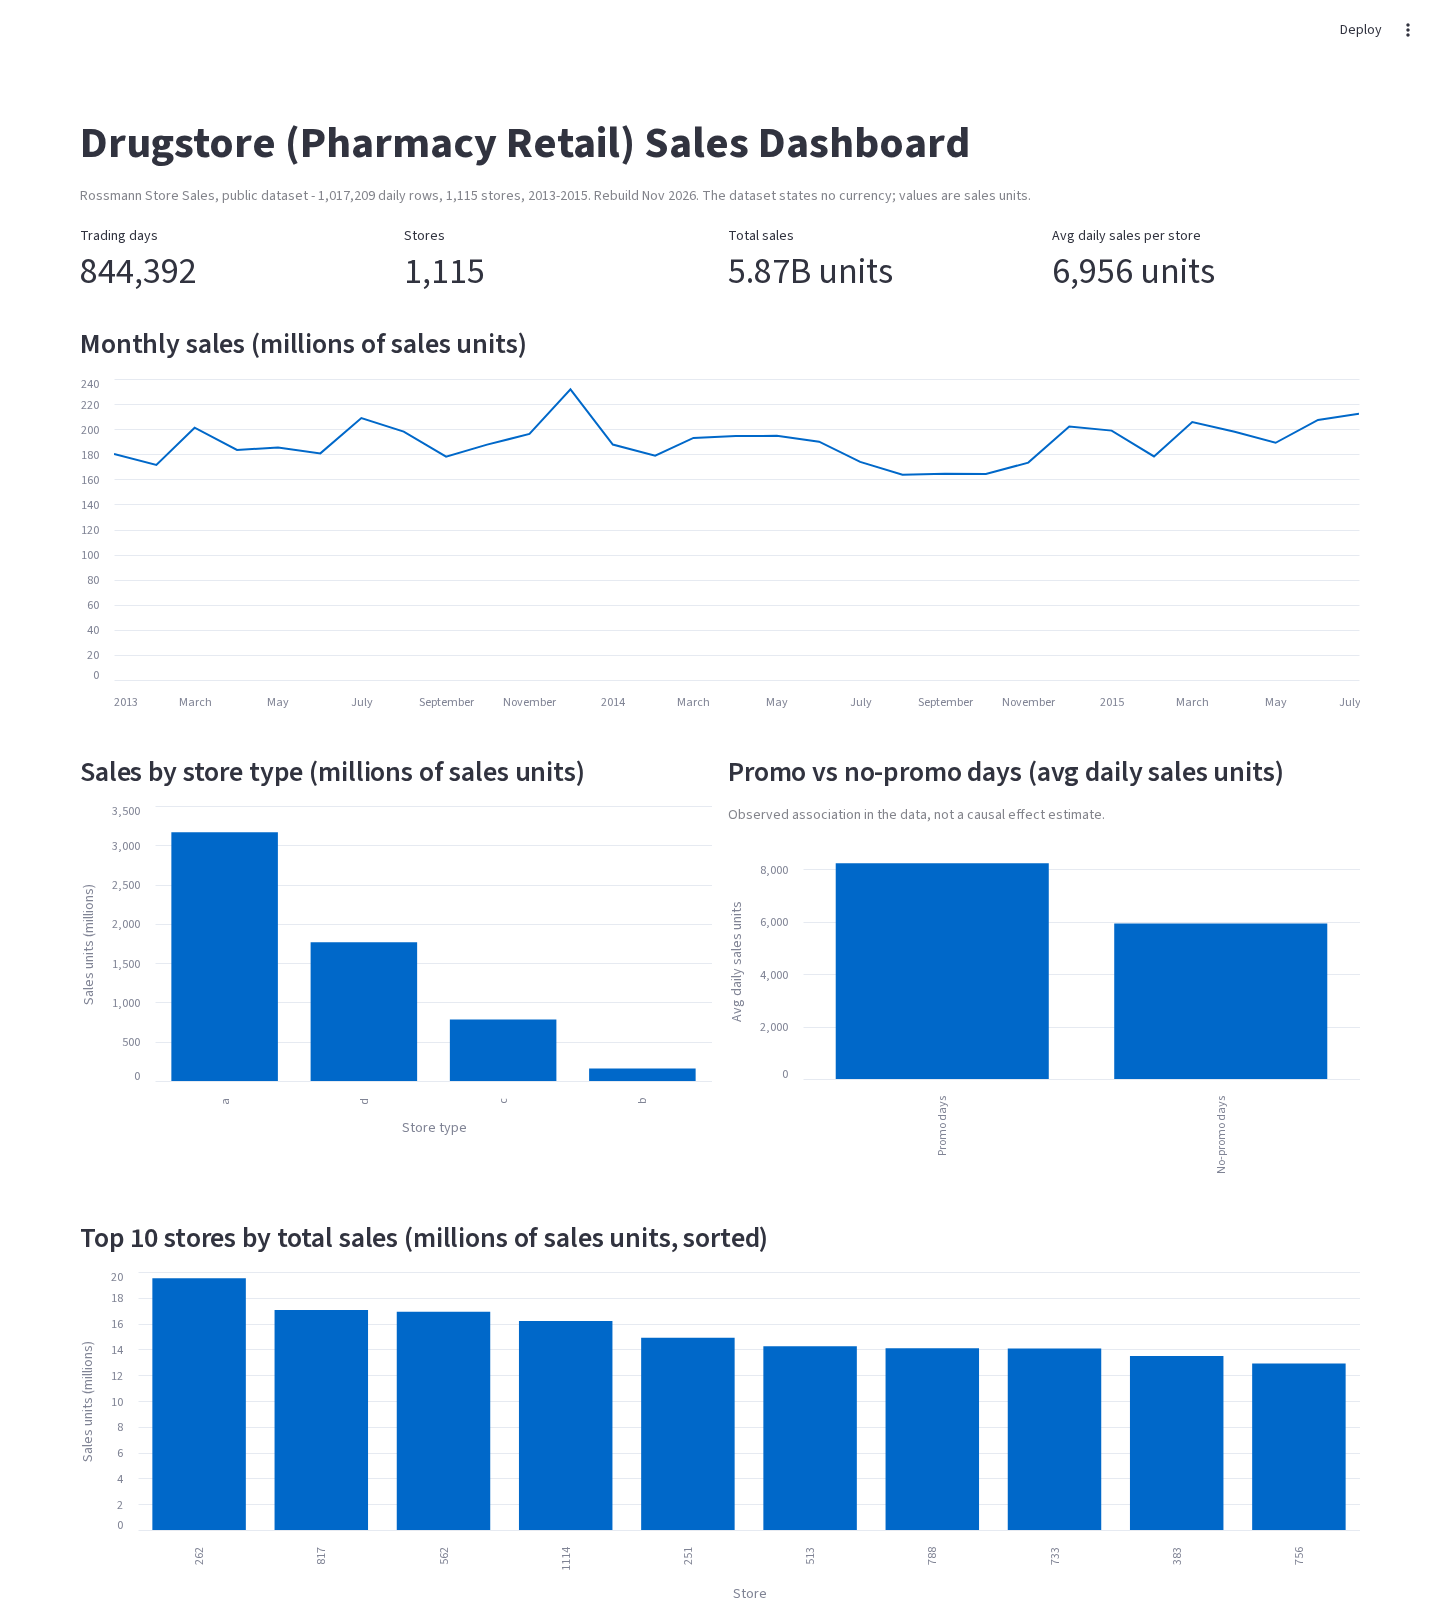 Deploy
Drugstore (Pharmacy Retail) Sales Dashboard
Rossmann Store Sales, public dataset - 1,017,209 daily rows, 1,115 stores, 2013-2015. Rebuild Nov 2026. The dataset states no currency; values are sales units.
Trading days
844,392
Stores
1,115
Total sales
5.87B units
Avg daily sales per store
6,956 units
Monthly sales (millions of sales units)
240
220
200
180
160
140
120
100
80
60
40
20
0
2013 March May July September November 2014 March May July September November 2015 March May July
Sales by store type (millions of sales units)
Sales units (millions)
3,500
3,000
2,500
2,000
1,500
1,000
500
0
a d c b
Store type
Promo vs no-promo days (avg daily sales units)
Observed association in the data, not a causal effect estimate.
Avg daily sales units
8,000
6,000
4,000
2,000
0
Promo days
No-promo days
Top 10 stores by total sales (millions of sales units, sorted)
Sales units (millions)
20
18
16
14
12
10
8
6
4
2
0
262 817 562 1114 251 513 788 733 383 756
Store